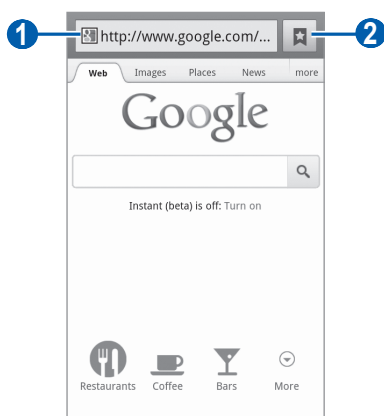 1 http://www.google.com/... 2
Web Images Places News more
Google
Instant (beta) is off: Turn on
Restaurants Coffee Bars More